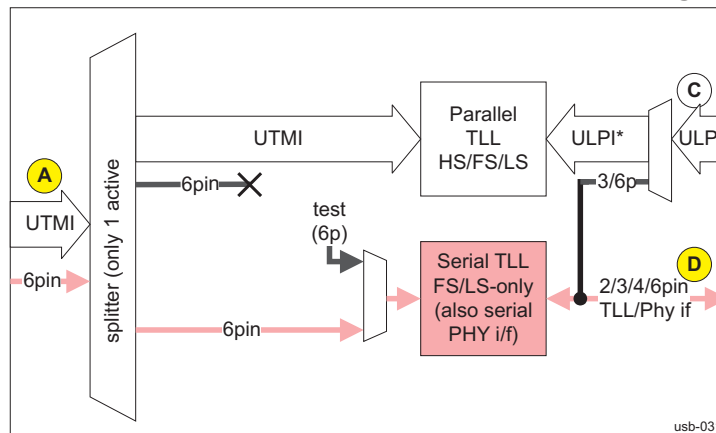 C
Parallel
TLL
HS/FS/LS
UTMI
ULPI*
ULP
A
6pin
3/6p
UTMI
test
(6p)
splitter (only 1 active)
Serial TLL
FS/LS-only
(also serial
PHY i/f)
D
6pin
2/3/4/6pin
TLL/Phy if
6pin
usb-03